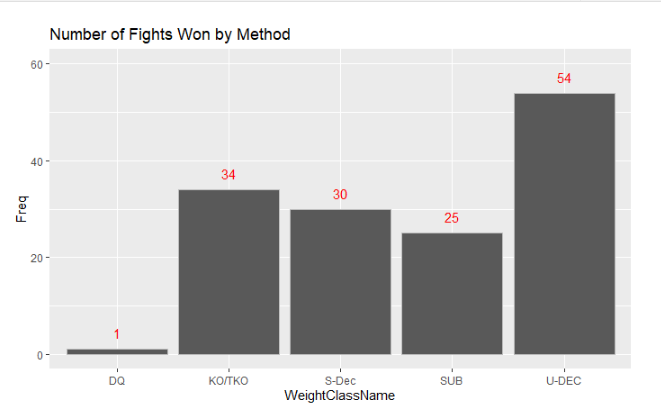 Number of Fights Won by Method
60
40
20
0
Freq
1
34
30
25
54
DQ KO/TKO S-Dec SUB U-DEC
WeightClassName